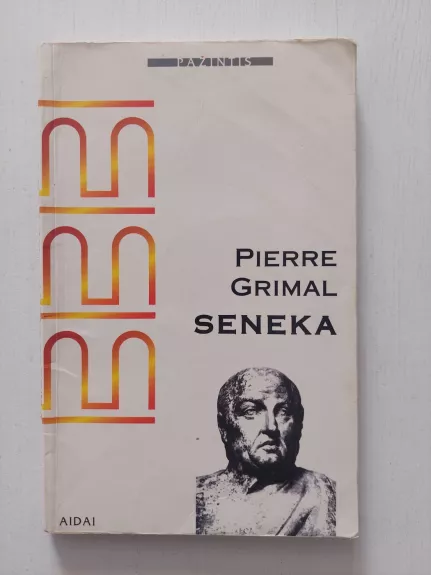 PAŽINTIS
PIERRE
GRIMAL
SENEKA
AIDAI